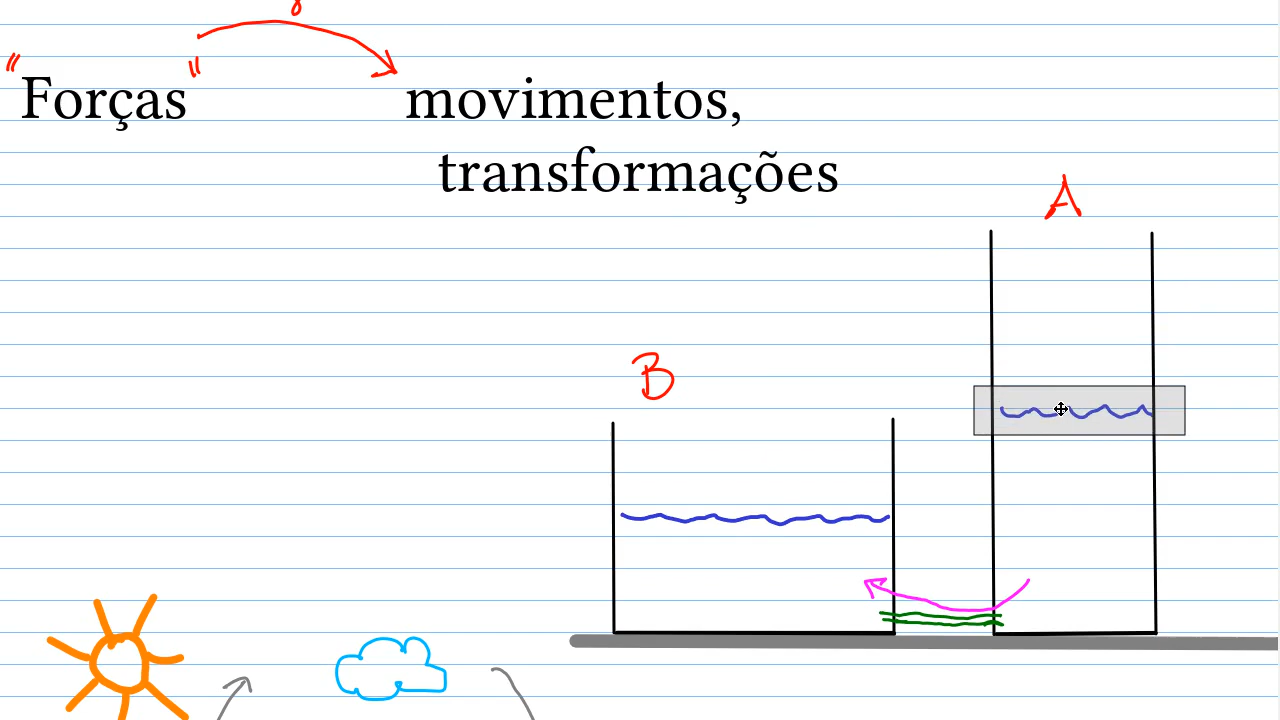 "Forças" movimentos,
transformações
A
B